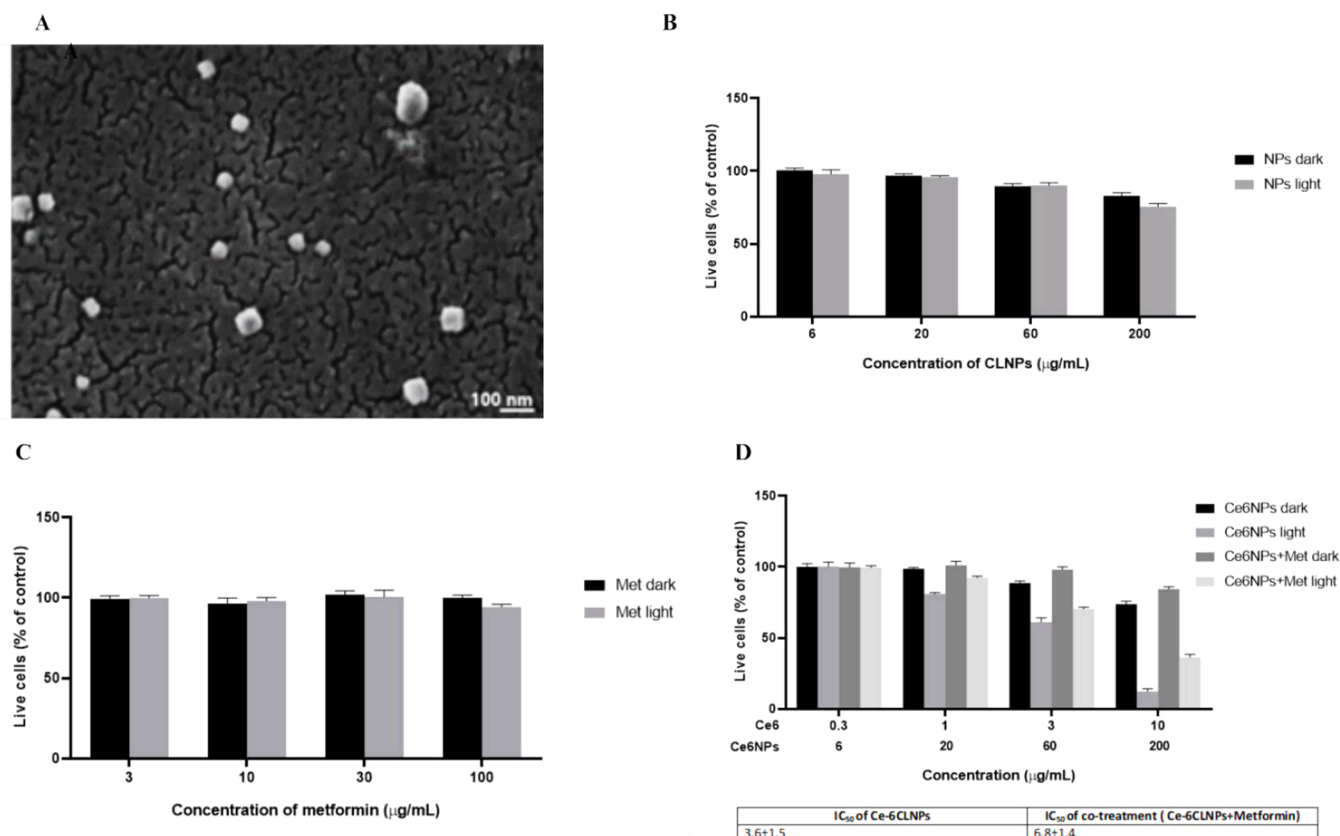 A
A
100 nm
B
Live cells (% of control)
150
100
50
0
6 20 60 200
Concentration of CLNPs (μg/mL)
NPs dark
NPs light
C
Live cells (% of control)
150
100
50
0
3 10 30 100
Concentration of metformin (μg/mL)
Met dark
Met light
D
Live cells (% of control)
150
100
50
0
Ce6 0.3 1 3 10
Ce6NPs 6 20 60 200
Concentration (μg/mL)
Ce6NPs dark
Ce6NPs light
Ce6NPs+Met dark
Ce6NPs+Met light
IC50 of Ce-6CLNPs IC50 of co-treatment ( Ce-6CLNPs+Metformin)
3.6±1.5 6.8±1.4